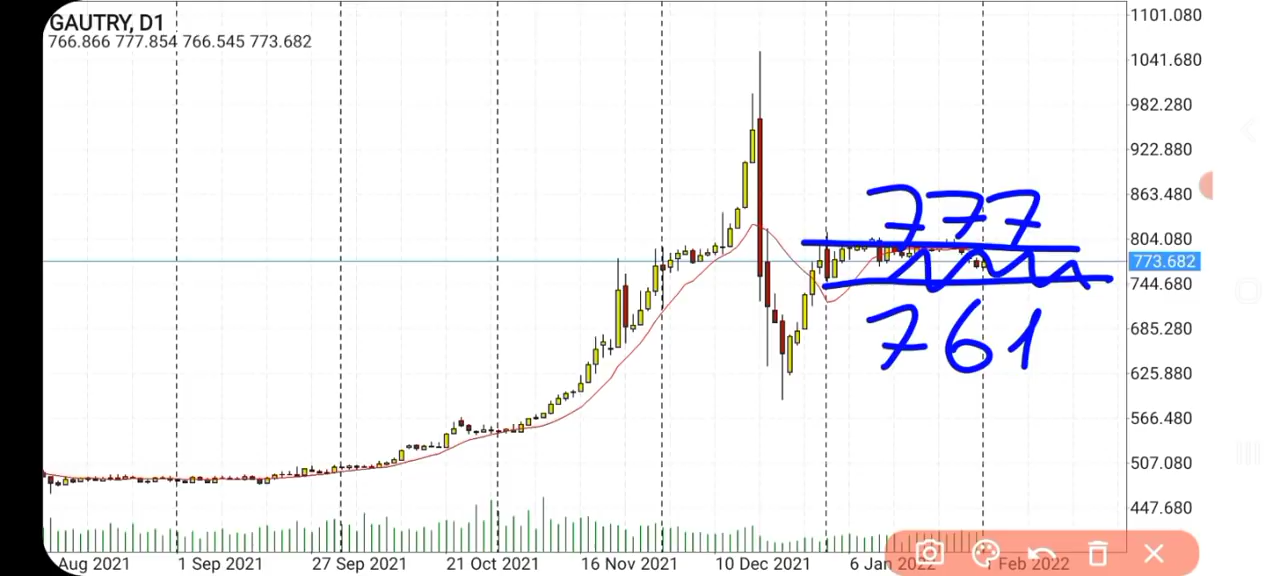 GAUTRY, D1
766.866 777.854 766.545 773.682
1101.080
1041.680
982.280
922.880
863.480
804.080
773.682
744.680
685.280
625.880
566.480
507.080
447.680
777
761
Aug 2021
1 Sep 2021
27 Sep 2021
21 Oct 2021
16 Nov 2021
10 Dec 2021
6 Jan 2022
1 Feb 2022